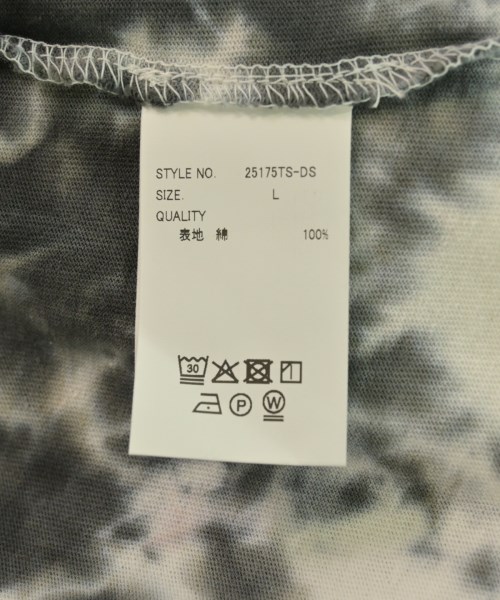 STYLE NO. 25175TS-DS
SIZE. L
QUALITY
表地 綿 100%
30
P W